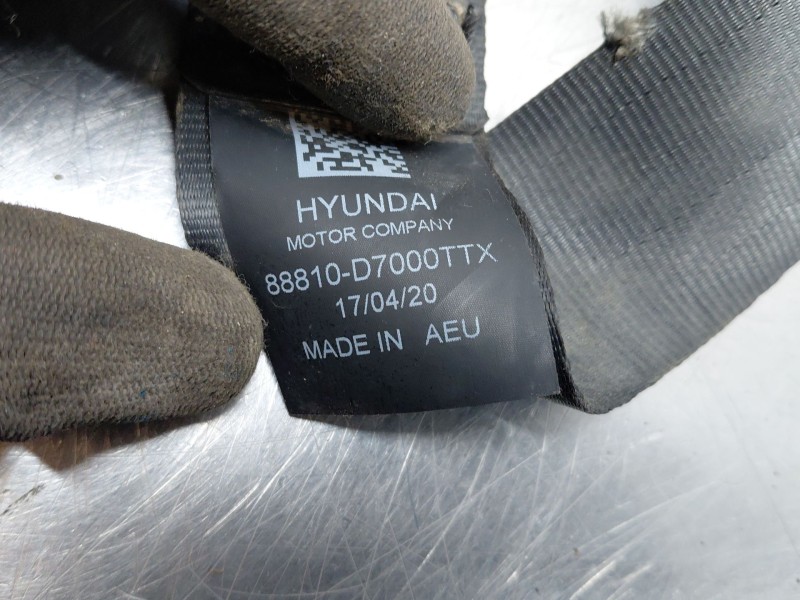 HYUNDAI
MOTOR COMPANY
88810-D7000TTX
17/04/20
MADE IN AEU